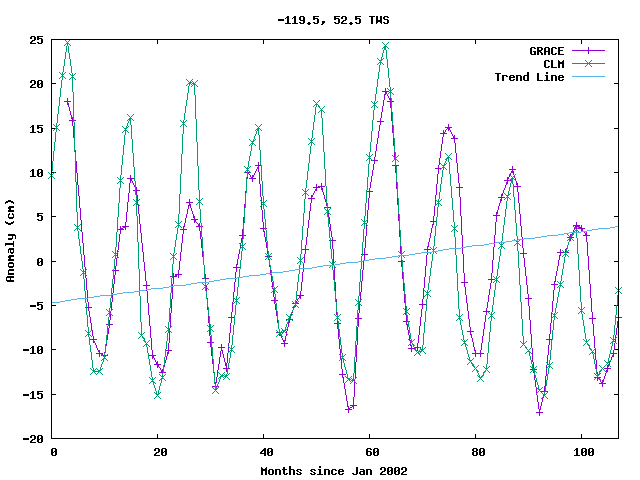 -119.5, 52.5 TWS
GRACE
CLM
Trend Line
25
20
15
10
5
0
-5
-10
-15
-20
Anomaly (cm)
0 20 40 60 80 100
Months since Jan 2002